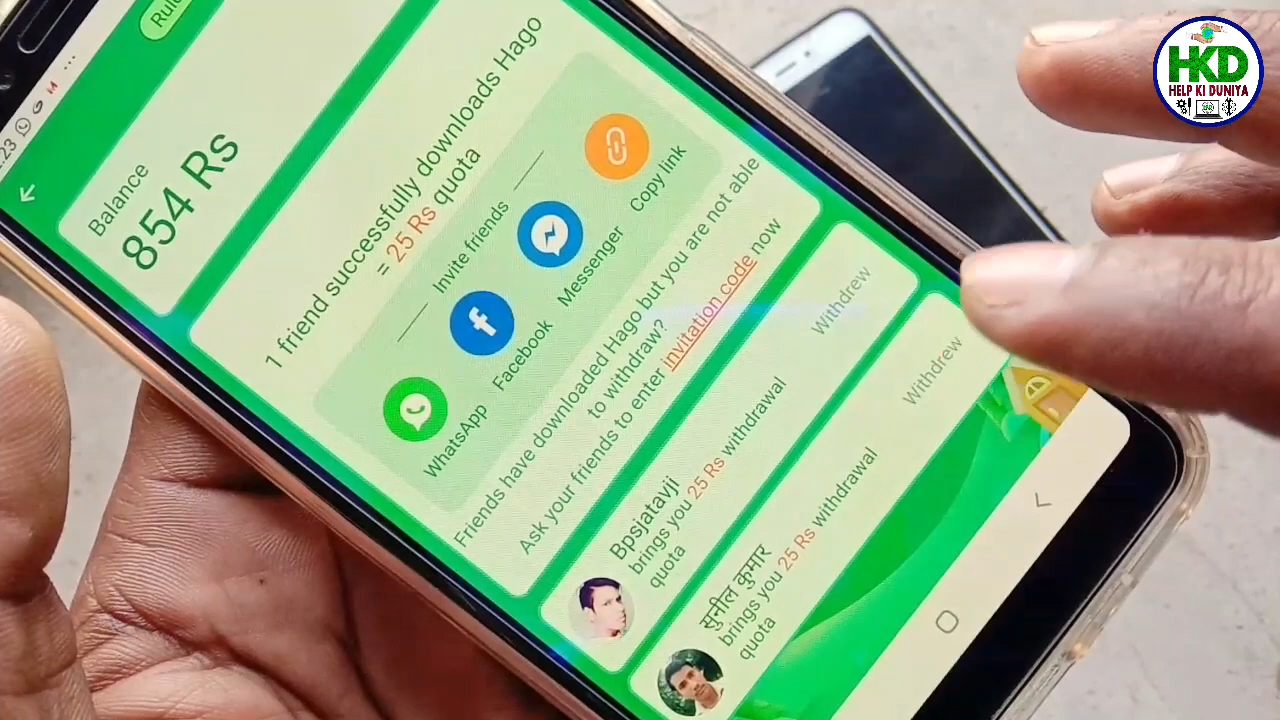 .23
Rule
Balance
854 Rs
1 friend successfully downloads Hago
= 25 Rs quota
Invite friends
WhatsApp
Facebook
Messenger
Copy link
Friends have downloaded Hago but you are not able
to withdraw?
Ask your friends to enter invitation code now
Bpsjatavji
brings you 25 Rs withdrawal
quota
Withdrew
सुनील कुमार
brings you 25 Rs withdrawal
quota
Withdrew
HKD
HELP KI DUNIYA